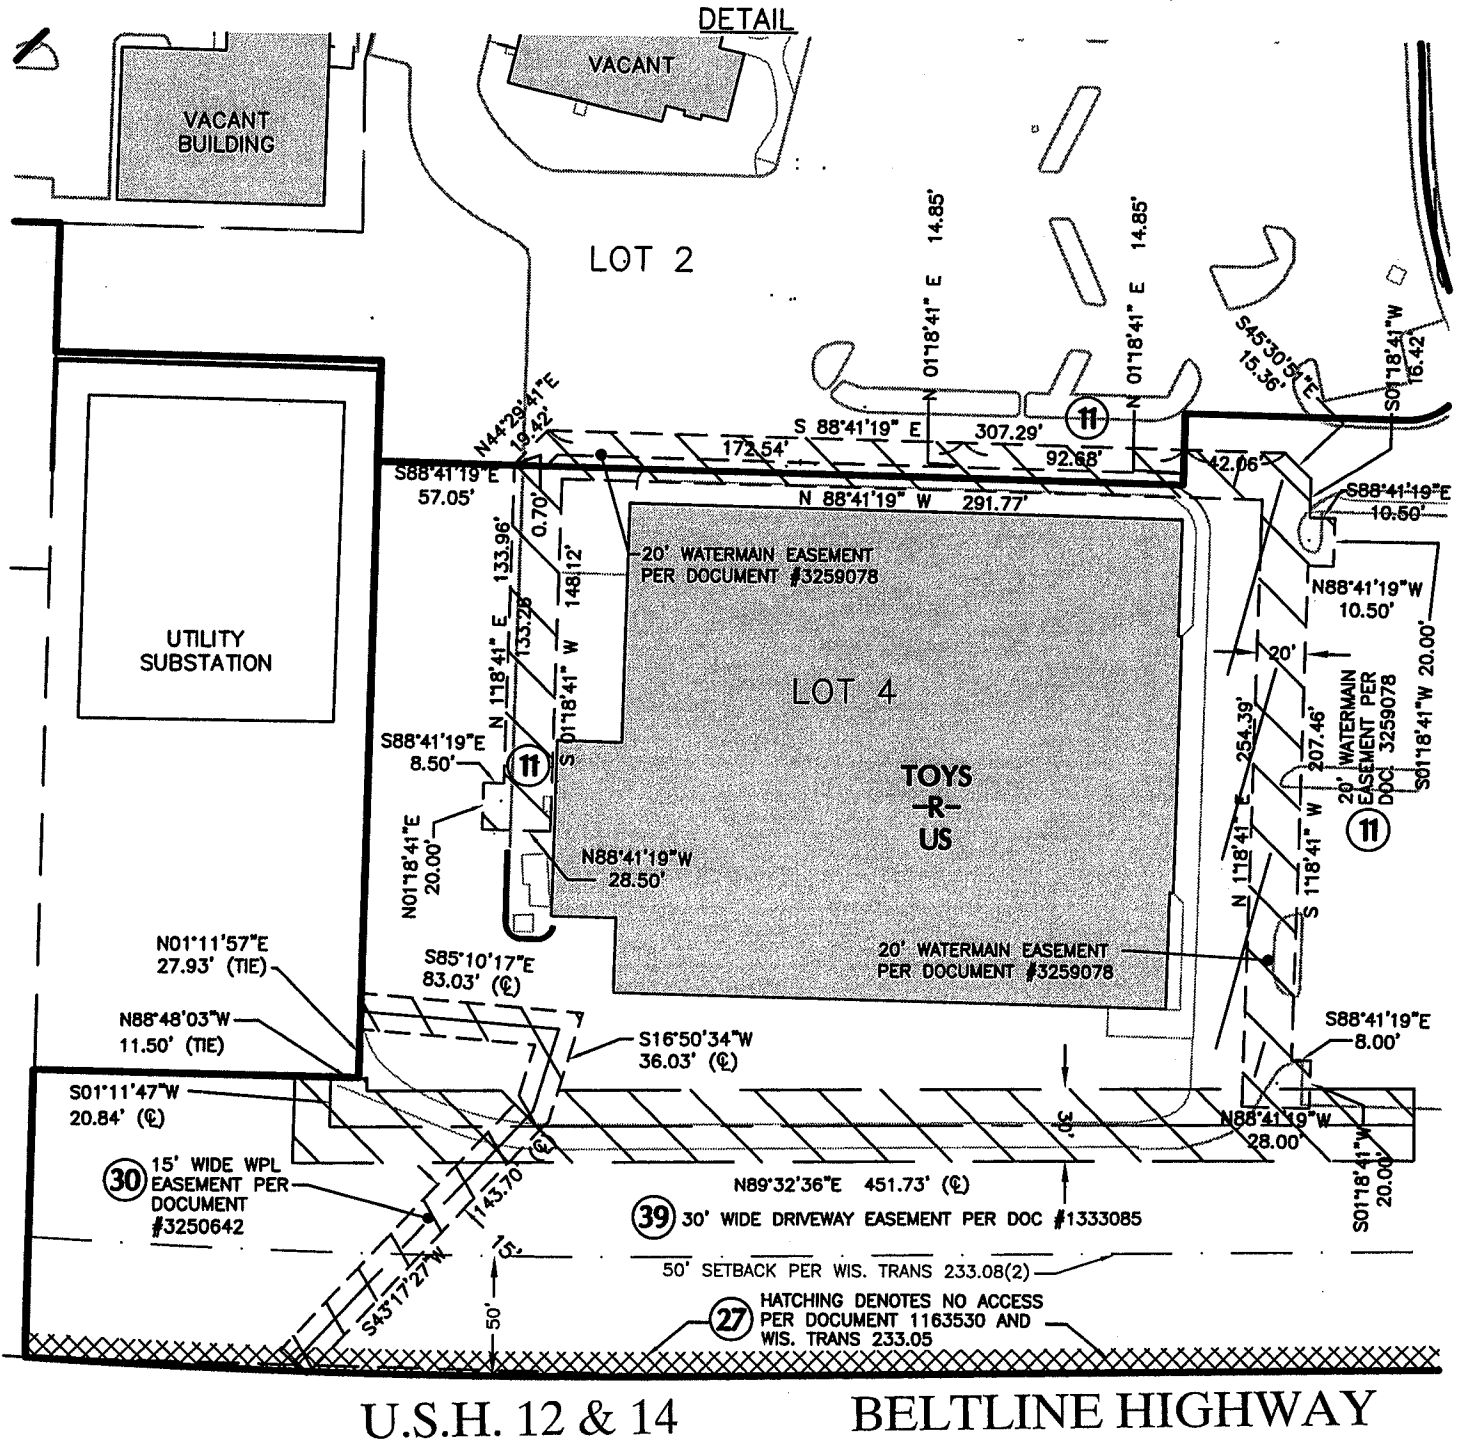 DETAIL
VACANT
VACANT
BUILDING
LOT 2
N 01°18'41" E 14.85'
N 01°18'41" E 14.85'
S45°30'51"E
15.36'
S01°18'41"W
16.42'
N44°29'41"E
19.42'
S 88°41'19" E 307.29'
11
172.54'
92.68'
42.06'
S88°41'19"E
57.05'
0.70'
N 88°41'19" W 291.77'
S88°41'19"E
10.50'
N 1°18'41" E 133.96'
133.26'
S 01°18'41" W 148.12'
20' WATERMAIN EASEMENT
PER DOCUMENT #3259078
N88°41'19"W
10.50'
S01°18'41"W 20.00'
UTILITY
SUBSTATION
20'
LOT 4
20' WATERMAIN
EASEMENT PER
DOC. 3259078
11
S88°41'19"E
8.50'
11
TOYS
-R-
US
N 1°18'41" E 254.39'
S 1°18'41" W 207.46'
N01°18'41"E
20.00'
N88°41'19"W
28.50'
N01°11'57"E
27.93' (TIE)
S85°10'17"E
83.03' (℄)
20' WATERMAIN EASEMENT
PER DOCUMENT #3259078
N88°48'03"W
11.50' (TIE)
S16°50'34"W
36.03' (℄)
S88°41'19"E
8.00'
S01°11'47"W
20.84' (℄)
30'
N88°41'19"W
28.00'
S01°18'41"W
20.00'
30
15' WIDE WPL
EASEMENT PER
DOCUMENT
#3250642
143.70' (℄)
S43°17'27"W
15'
N89°32'36"E 451.73' (℄)
39 30' WIDE DRIVEWAY EASEMENT PER DOC #1333085
50' SETBACK PER WIS. TRANS 233.08(2)
50'
27
HATCHING DENOTES NO ACCESS
PER DOCUMENT 1163530 AND
WIS. TRANS 233.05
U.S.H. 12 & 14 BELTLINE HIGHWAY